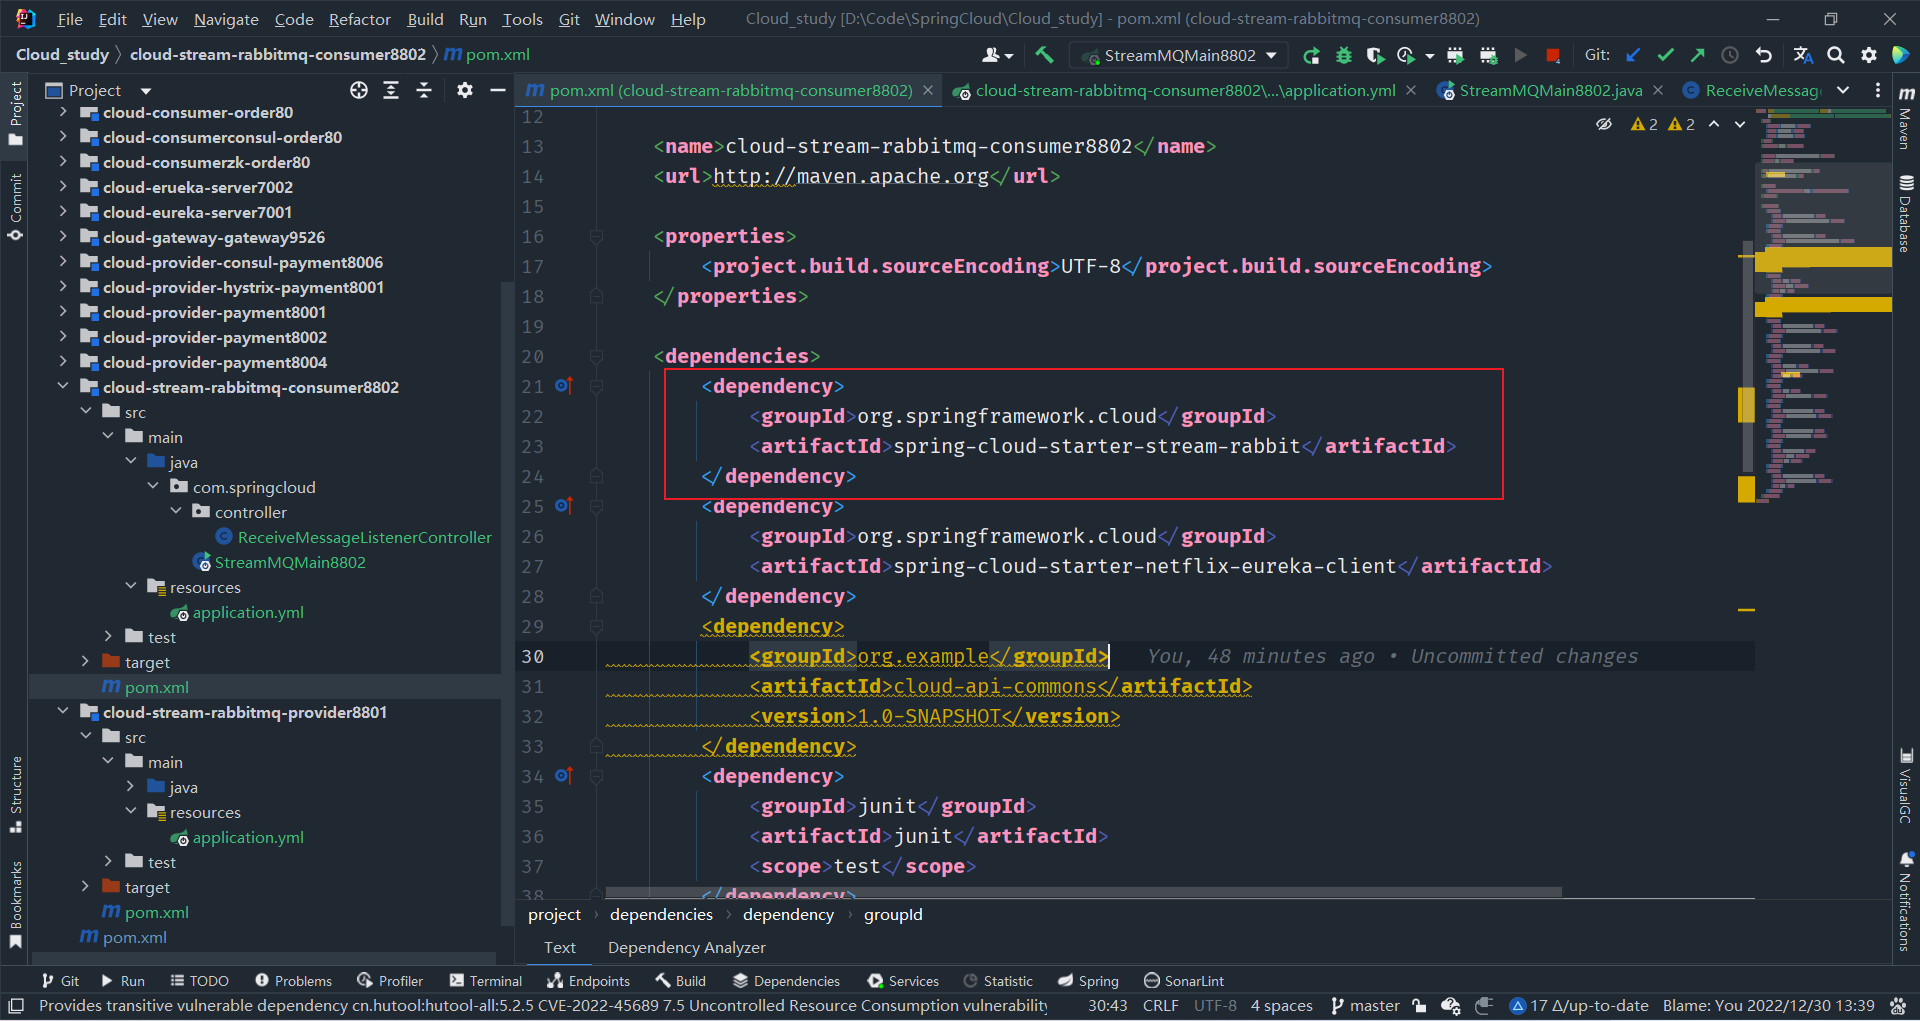 File Edit View Navigate Code Refactor Build Run Tools Git Window Help Cloud_study [D:\Code\SpringCloud\Cloud_study] - pom.xml (cloud-stream-rabbitmq-consumer8802)
Cloud_study cloud-stream-rabbitmq-consumer8802 pom.xml StreamMQMain8802 Git:
Project
pom.xml (cloud-stream-rabbitmq-consumer8802) cloud-stream-rabbitmq-consumer8802\...\application.yml StreamMQMain8802.java ReceiveMessag
Project
Commit
Structure
Bookmarks
cloud-consumer-order80
cloud-consumerconsul-order80
cloud-consumerzk-order80
cloud-erueka-server7002
cloud-eureka-server7001
cloud-gateway-gateway9526
cloud-provider-consul-payment8006
cloud-provider-hystrix-payment8001
cloud-provider-payment8001
cloud-provider-payment8002
cloud-provider-payment8004
cloud-stream-rabbitmq-consumer8802
src
main
java
com.springcloud
controller
ReceiveMessageListenerController
StreamMQMain8802
resources
application.yml
test
target
pom.xml
cloud-stream-rabbitmq-provider8801
src
main
java
resources
application.yml
test
target
pom.xml
pom.xml
2 2
12
13 <name>cloud-stream-rabbitmq-consumer8802</name>
14 <url>http://maven.apache.org</url>
15
16 <properties>
17 <project.build.sourceEncoding>UTF-8</project.build.sourceEncoding>
18 </properties>
19
20 <dependencies>
21 <dependency>
22 <groupId>org.springframework.cloud</groupId>
23 <artifactId>spring-cloud-starter-stream-rabbit</artifactId>
24 </dependency>
25 <dependency>
26 <groupId>org.springframework.cloud</groupId>
27 <artifactId>spring-cloud-starter-netflix-eureka-client</artifactId>
28 </dependency>
29 <dependency>
30 <groupId>org.example</groupId> You, 48 minutes ago • Uncommitted changes
31 <artifactId>cloud-api-commons</artifactId>
32 <version>1.0-SNAPSHOT</version>
33 </dependency>
34 <dependency>
35 <groupId>junit</groupId>
36 <artifactId>junit</artifactId>
37 <scope>test</scope>
38 </dependency>
project dependencies dependency groupId
Text Dependency Analyzer
Maven
Database
VisualGC
Notifications
Git Run TODO Problems Profiler Terminal Endpoints Build Dependencies Services Statistic Spring SonarLint
Provides transitive vulnerable dependency cn.hutool:hutool-all:5.2.5 CVE-2022-45689 7.5 Uncontrolled Resource Consumption vulnerability 30:43 CRLF UTF-8 4 spaces master 17 Δ/up-to-date Blame: You 2022/12/30 13:39